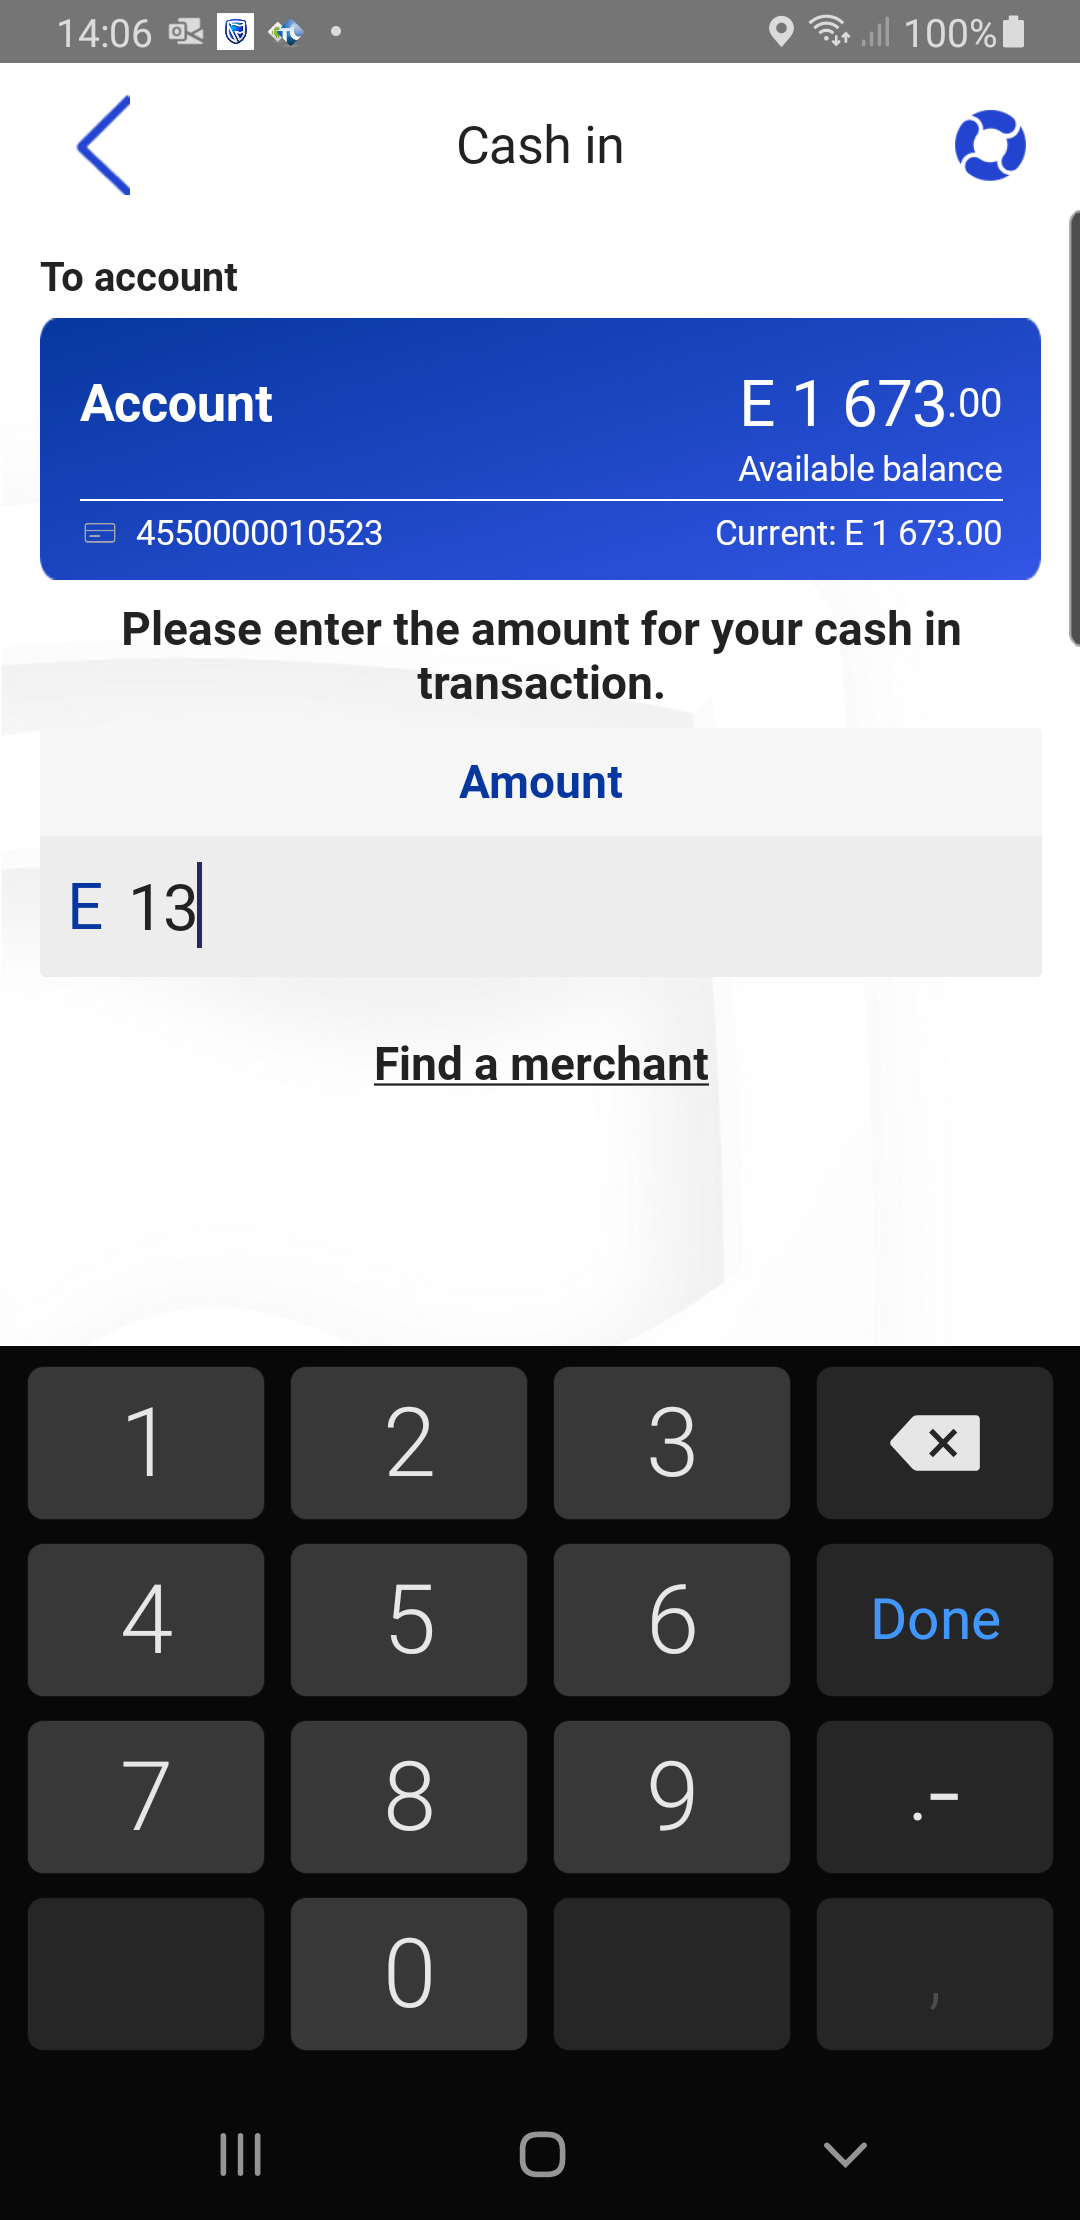 14:06
100%
Cash in
To account
Account
E 1 673.00
Available balance
4550000010523
Current: E 1 673.00
Please enter the amount for your cash in
transaction.
Amount
E 13
Find a merchant
1 2 3
4 5 6 Done
7 8 9 .-
0 ,